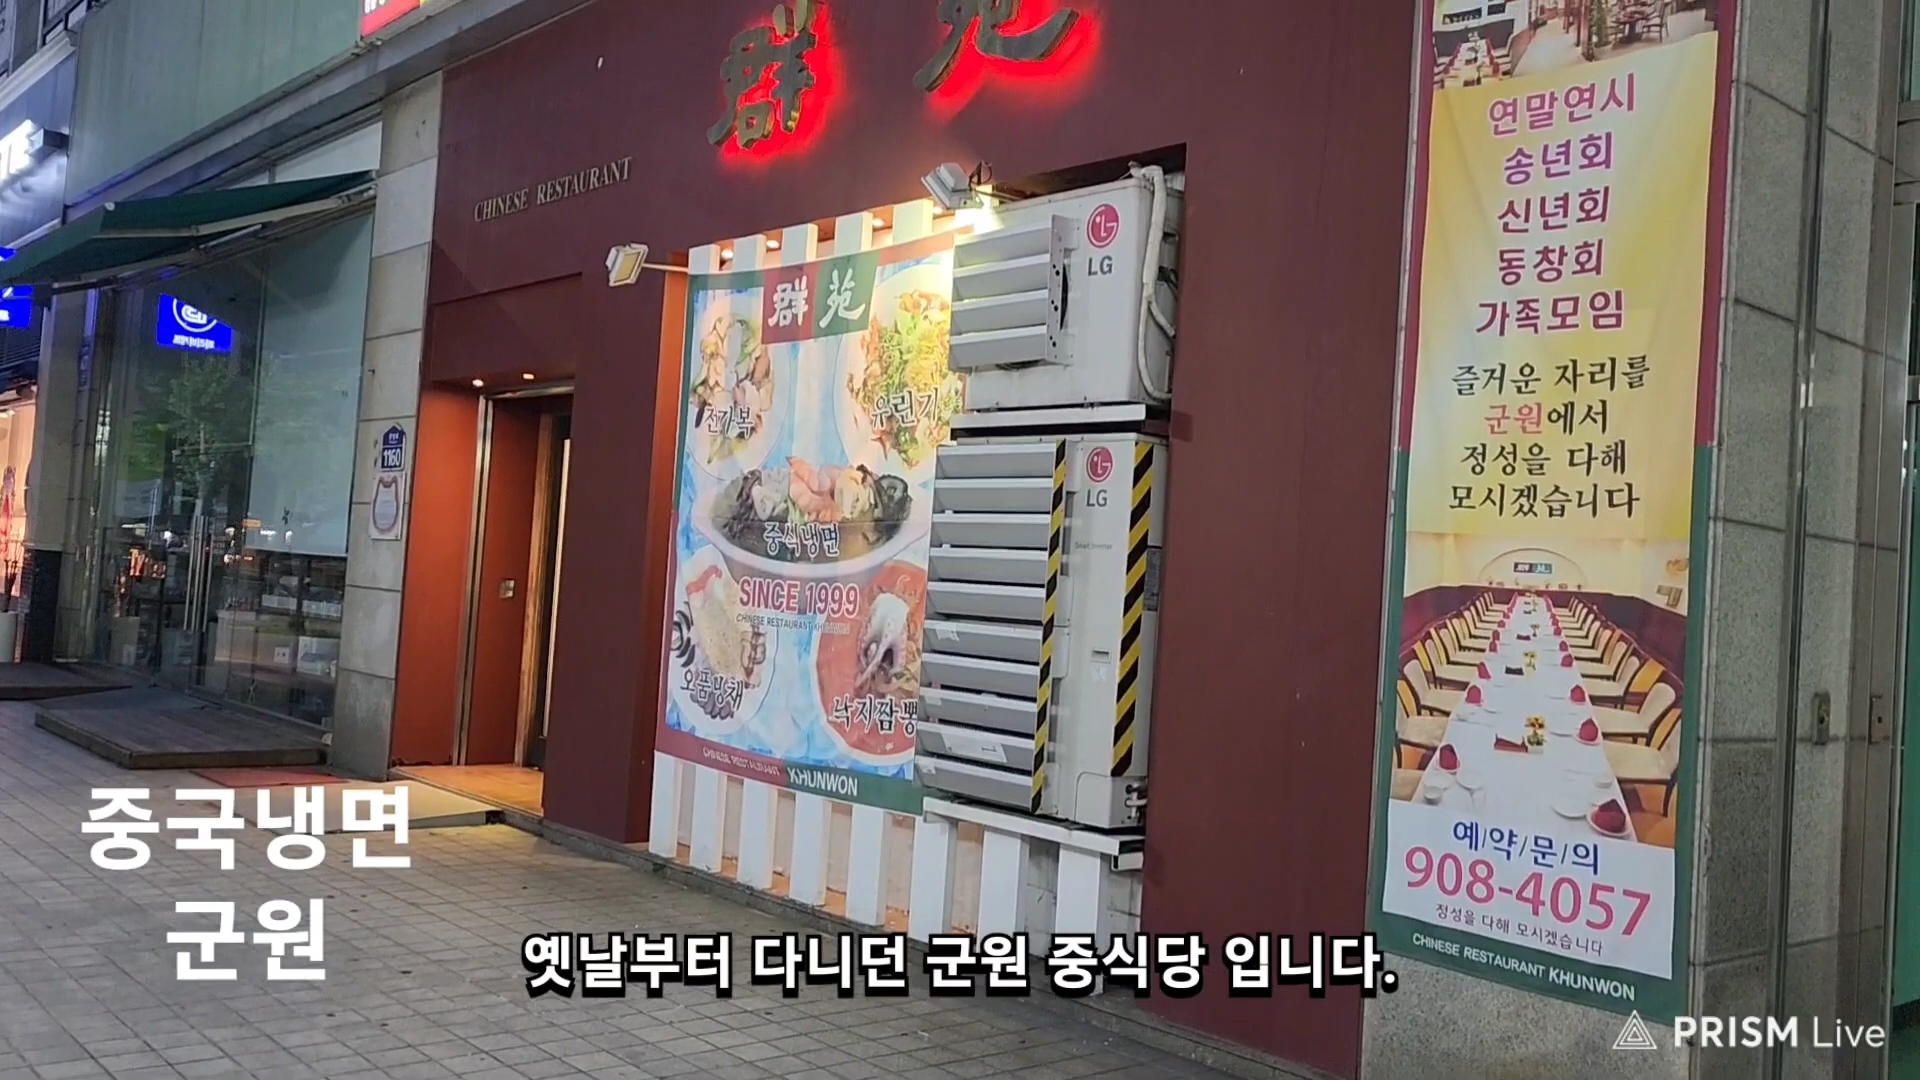 群苑
CHINESE RESTAURANT
群苑
전가복
유린기
중식냉면
SINCE 1999
CHINESE RESTAURANT KHUNWON
오품냉채
낙지짬뽕
CHINESE RESTAURANT KHUNWON
LG
LG
1160
연말연시
송년회
신년회
동창회
가족모임
즐거운 자리를
군원에서
정성을 다해
모시겠습니다
예/약/문/의
908-4057
정성을 다해 모시겠습니다
CHINESE RESTAURANT KHUNWON
중국냉면
군원
옛날부터 다니던 군원 중식당 입니다.
PRISM Live